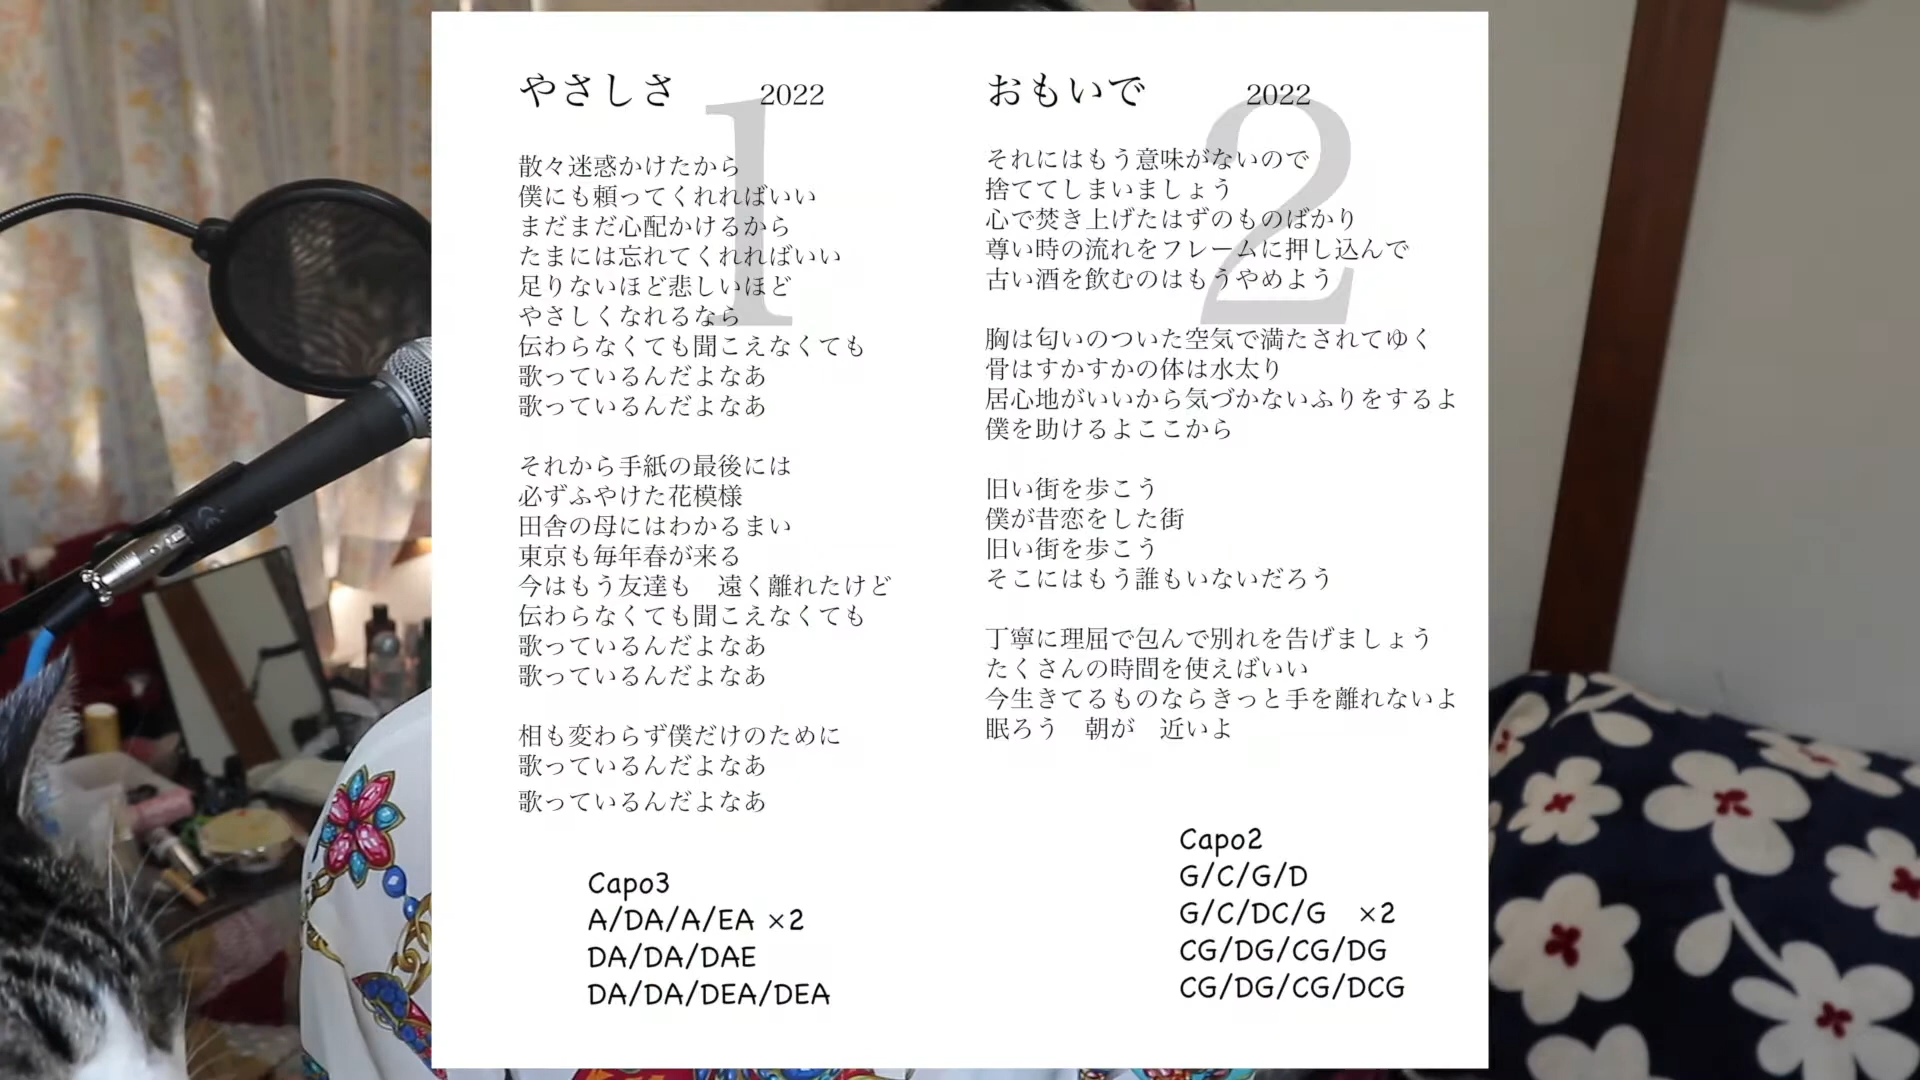 やさしさ 2022
1
散々迷惑かけたから
僕にも頼ってくれればいい
まだまだ心配かけるから
たまには忘れてくれればいい
足りないほど悲しいほど
やさしくなれるなら
伝わらなくても聞こえなくても
歌っているんだよなあ
歌っているんだよなあ
それから手紙の最後には
必ずふやけた花模様
田舎の母にはわかるまい
東京も毎年春が来る
今はもう友達も　遠く離れたけど
伝わらなくても聞こえなくても
歌っているんだよなあ
歌っているんだよなあ
相も変わらず僕だけのために
歌っているんだよなあ
歌っているんだよなあ
Capo3
A/DA/A/EA ×2
DA/DA/DAE
DA/DA/DEA/DEA
おもいで 2022
2
それにはもう意味がないので
捨ててしまいましょう
心で焚き上げたはずのものばかり
尊い時の流れをフレームに押し込んで
古い酒を飲むのはもうやめよう
胸は匂いのついた空気で満たされてゆく
骨はすかすかの体は水太り
居心地がいいから気づかないふりをするよ
僕を助けるよここから
旧い街を歩こう
僕が昔恋をした街
旧い街を歩こう
そこにはもう誰もいないだろう
丁寧に理屈で包んで別れを告げましょう
たくさんの時間を使えばいい
今生きてるものならきっと手を離れないよ
眠ろう　朝が　近いよ
Capo2
G/C/G/D
G/C/DC/G　×2
CG/DG/CG/DG
CG/DG/CG/DCG